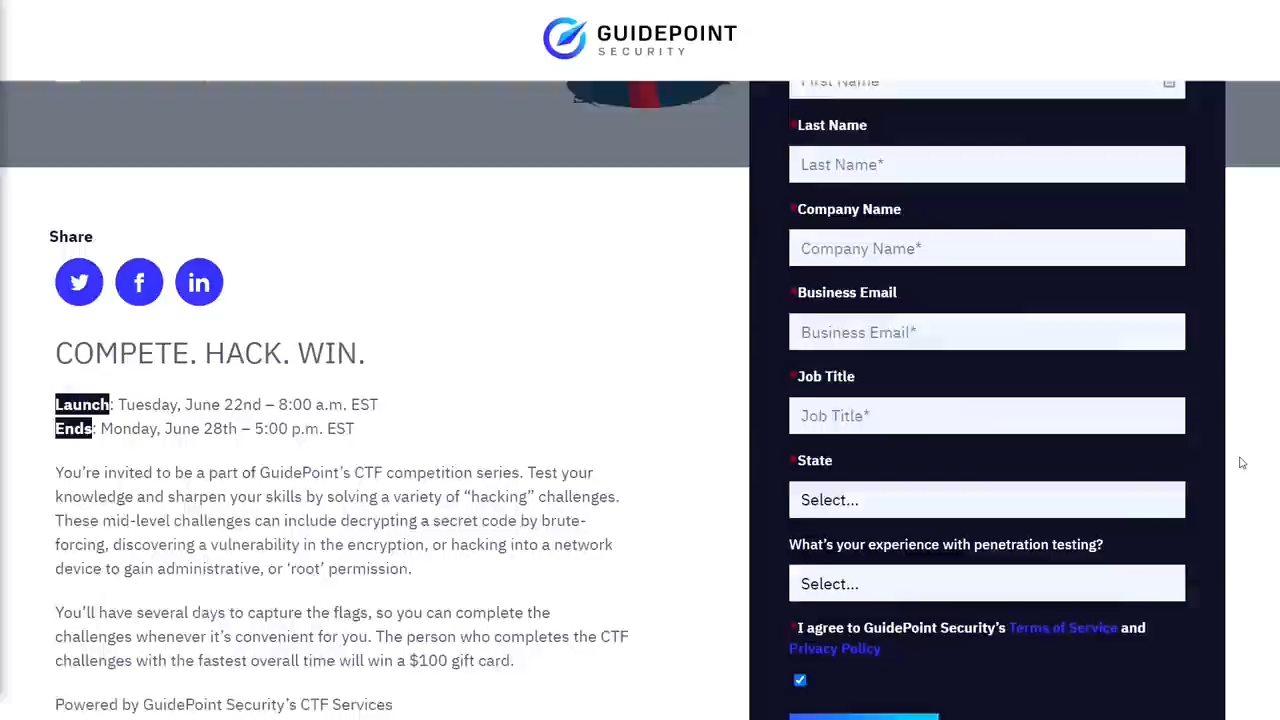 GUIDEPOINT
SECURITY
Share
COMPETE. HACK. WIN.
Launch: Tuesday, June 22nd – 8:00 a.m. EST
Ends: Monday, June 28th – 5:00 p.m. EST
You’re invited to be a part of GuidePoint’s CTF competition series. Test your
knowledge and sharpen your skills by solving a variety of “hacking” challenges.
These mid-level challenges can include decrypting a secret code by brute-
forcing, discovering a vulnerability in the encryption, or hacking into a network
device to gain administrative, or ‘root’ permission.
You’ll have several days to capture the flags, so you can complete the
challenges whenever it’s convenient for you. The person who completes the CTF
challenges with the fastest overall time will win a $100 gift card.
Powered by GuidePoint Security’s CTF Services
First Name
*Last Name
Last Name*
*Company Name
Company Name*
*Business Email
Business Email*
*Job Title
Job Title*
*State
Select...
What’s your experience with penetration testing?
Select...
*I agree to GuidePoint Security’s Terms of Service and
Privacy Policy